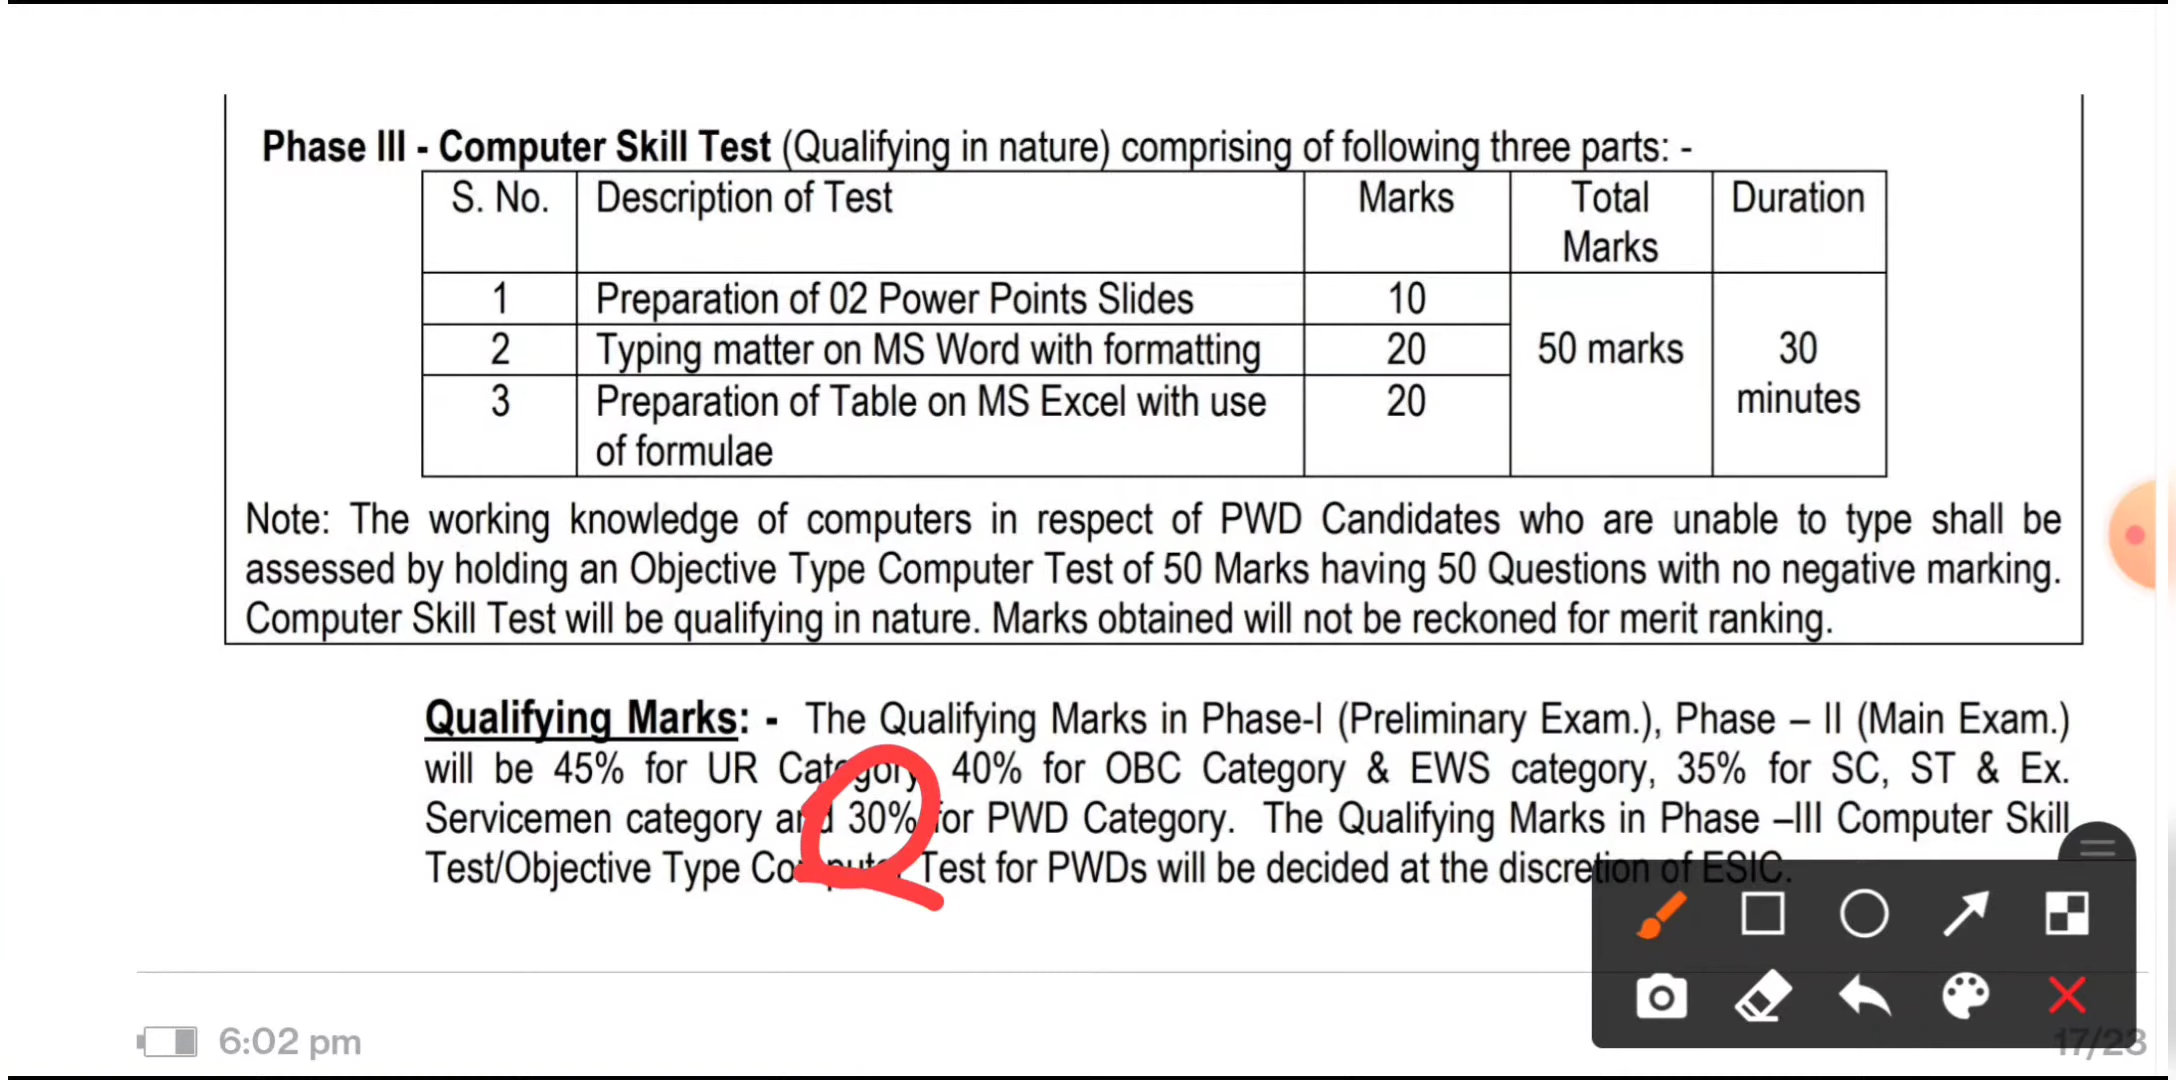 Phase III - Computer Skill Test (Qualifying in nature) comprising of following three parts: -
S. No. Description of Test Marks Total Marks Duration
1 Preparation of 02 Power Points Slides 10
2 Typing matter on MS Word with formatting 20 50 marks 30 minutes
3 Preparation of Table on MS Excel with use of formulae 20
Note: The working knowledge of computers in respect of PWD Candidates who are unable to type shall be
assessed by holding an Objective Type Computer Test of 50 Marks having 50 Questions with no negative marking.
Computer Skill Test will be qualifying in nature. Marks obtained will not be reckoned for merit ranking.
Qualifying Marks: - The Qualifying Marks in Phase-I (Preliminary Exam.), Phase – II (Main Exam.)
will be 45% for UR Category, 40% for OBC Category & EWS category, 35% for SC, ST & Ex.
Servicemen category and 30% for PWD Category. The Qualifying Marks in Phase –III Computer Skill
Test/Objective Type Computer Test for PWDs will be decided at the discretion of ESIC.
6:02 pm
17/23